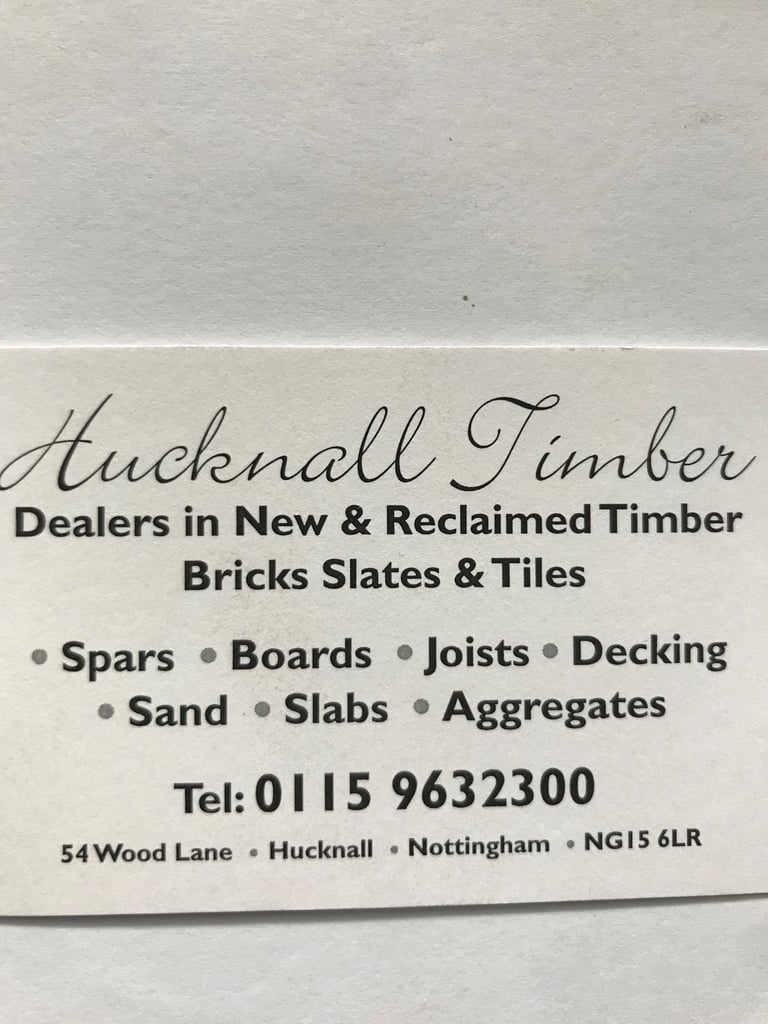 Hucknall Timber
Dealers in New & Reclaimed Timber
Bricks Slates & Tiles
• Spars • Boards • Joists • Decking
• Sand • Slabs • Aggregates
Tel: 0115 9632300
54 Wood Lane • Hucknall • Nottingham • NG15 6LR